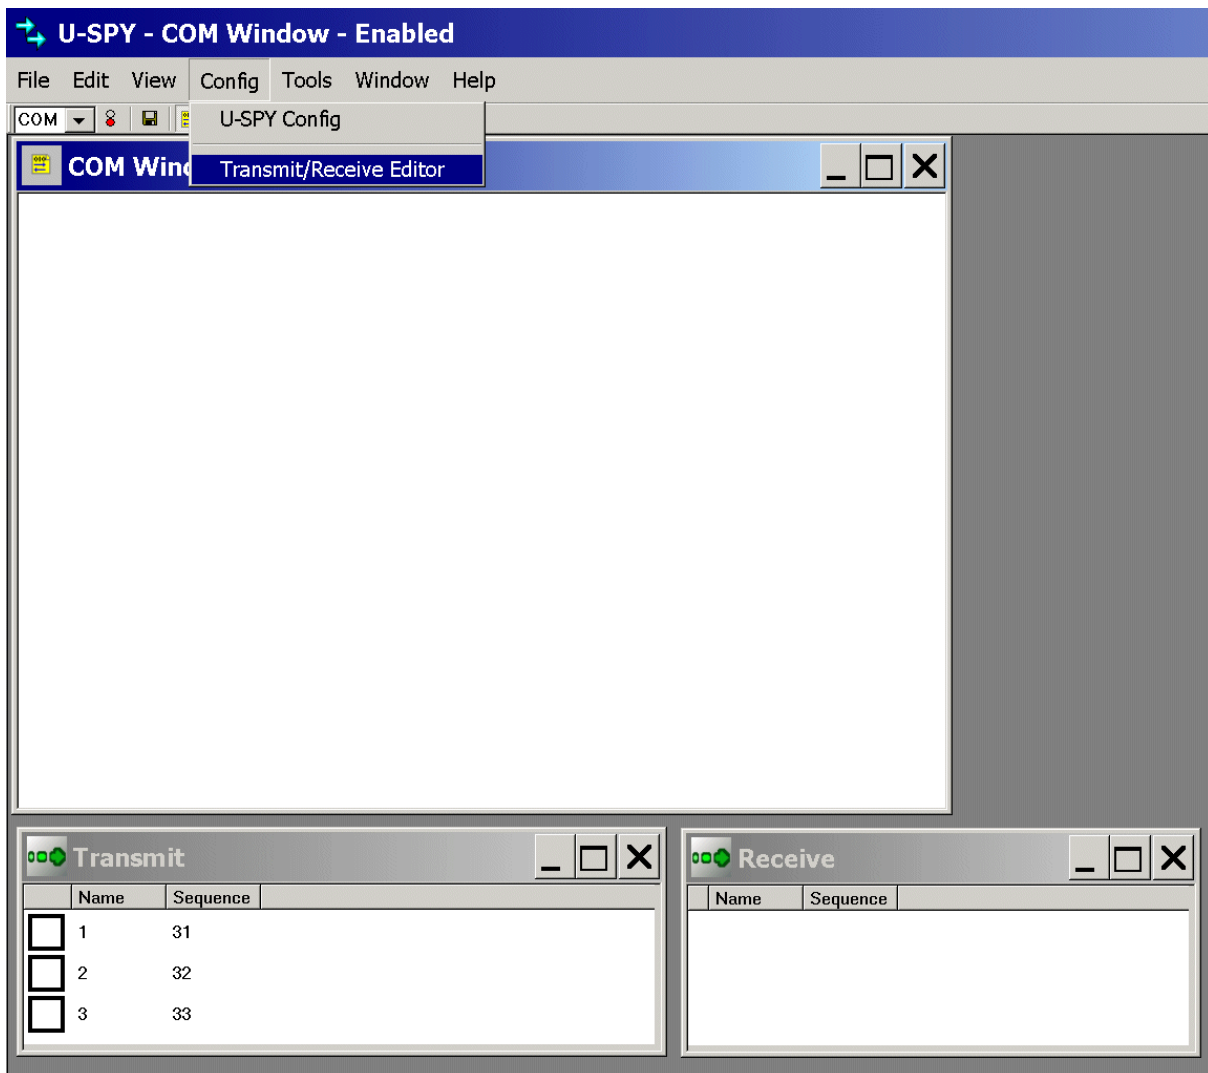 U-SPY - COM Window - Enabled
File Edit View Config Tools Window Help
COM
U-SPY Config
COM Wind
Transmit/Receive Editor
Transmit
Name Sequence
1 31
2 32
3 33
Receive
Name Sequence